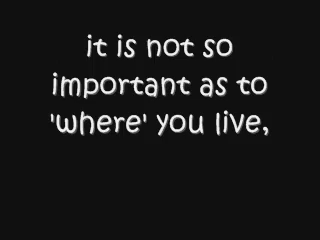 it is not so
important as to
'where' you live,